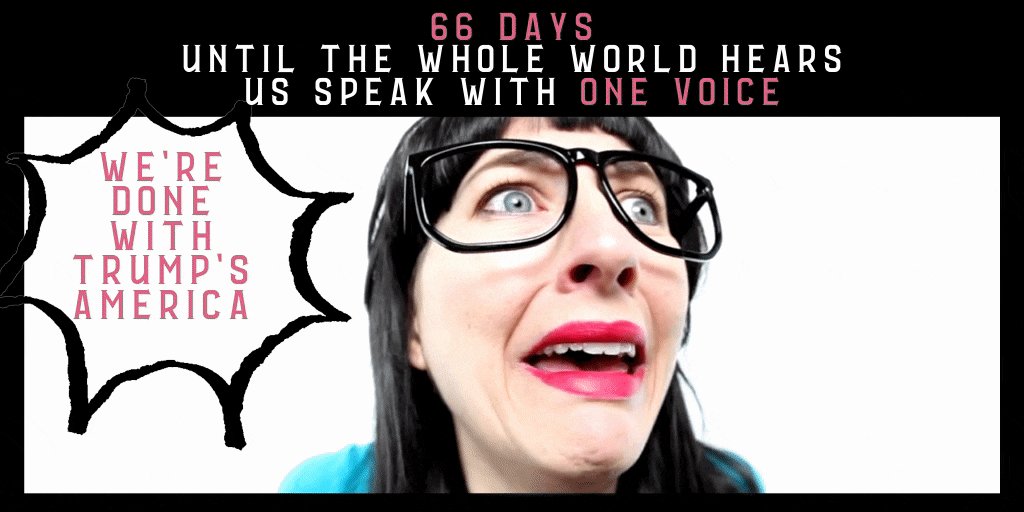 66 DAYS
UNTIL THE WHOLE WORLD HEARS
US SPEAK WITH ONE VOICE
WE'RE
DONE
WITH
TRUMP'S
AMERICA